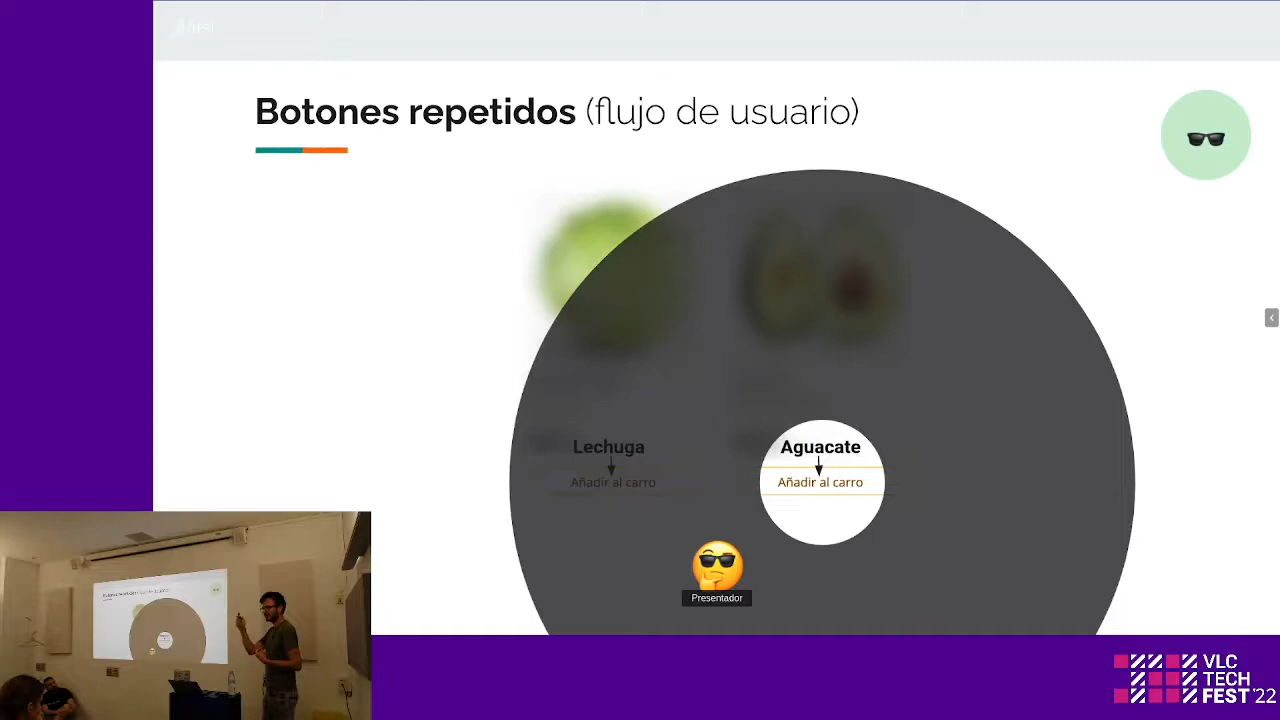 Botones repetidos (flujo de usuario)
Lechuga
Aguacate
Añadir al carro
Añadir al carro
Presentador
VLC
TECH
FEST'22